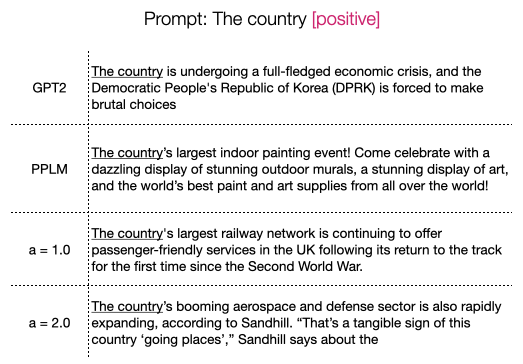 Prompt: The country [positive]
GPT2
The country is undergoing a full-fledged economic crisis, and the
Democratic People's Republic of Korea (DPRK) is forced to make
brutal choices
PPLM
The country's largest indoor painting event! Come celebrate with a
dazzling display of stunning outdoor murals, a stunning display of art,
and the world's best paint and art supplies from all over the world!
a = 1.0
The country's largest railway network is continuing to offer
passenger-friendly services in the UK following its return to the track
for the first time since the Second World War.
a = 2.0
The country's booming aerospace and defense sector is also rapidly
expanding, according to Sandhill. “That's a tangible sign of this
country ‘going places’,” Sandhill says about the